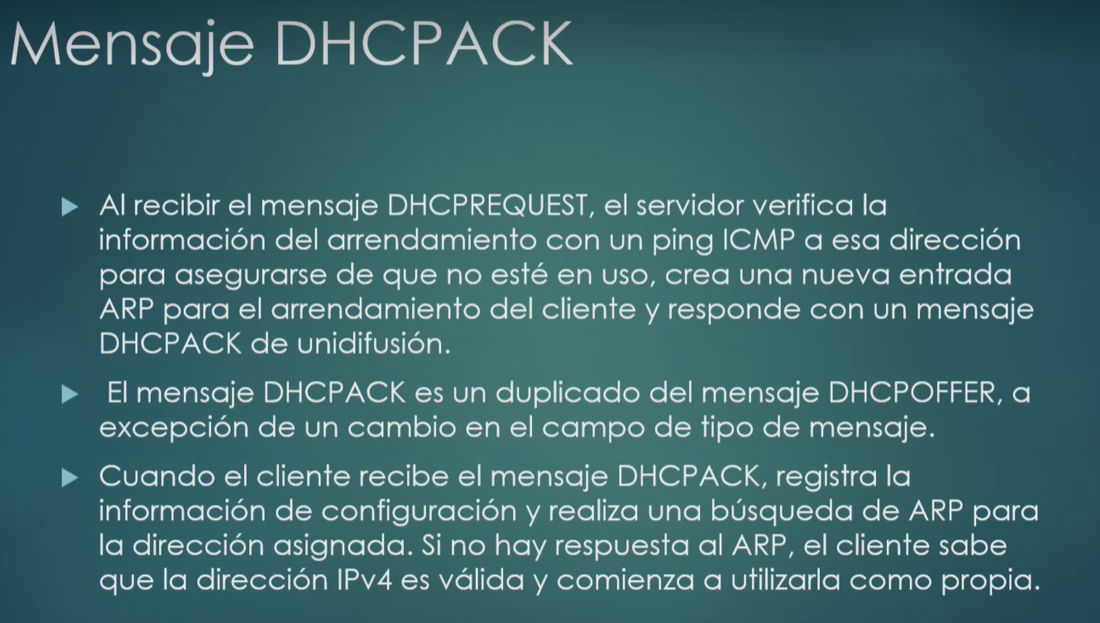 Mensaje DHCPACK
Al recibir el mensaje DHCPREQUEST, el servidor verifica la
información del arrendamiento con un ping ICMP a esa dirección
para asegurarse de que no esté en uso, crea una nueva entrada
ARP para el arrendamiento del cliente y responde con un mensaje
DHCPACK de unidifusión.
El mensaje DHCPACK es un duplicado del mensaje DHCPOFFER, a
excepción de un cambio en el campo de tipo de mensaje.
Cuando el cliente recibe el mensaje DHCPACK, registra la
información de configuración y realiza una búsqueda de ARP para
la dirección asignada. Si no hay respuesta al ARP, el cliente sabe
que la dirección IPv4 es válida y comienza a utilizarla como propia.